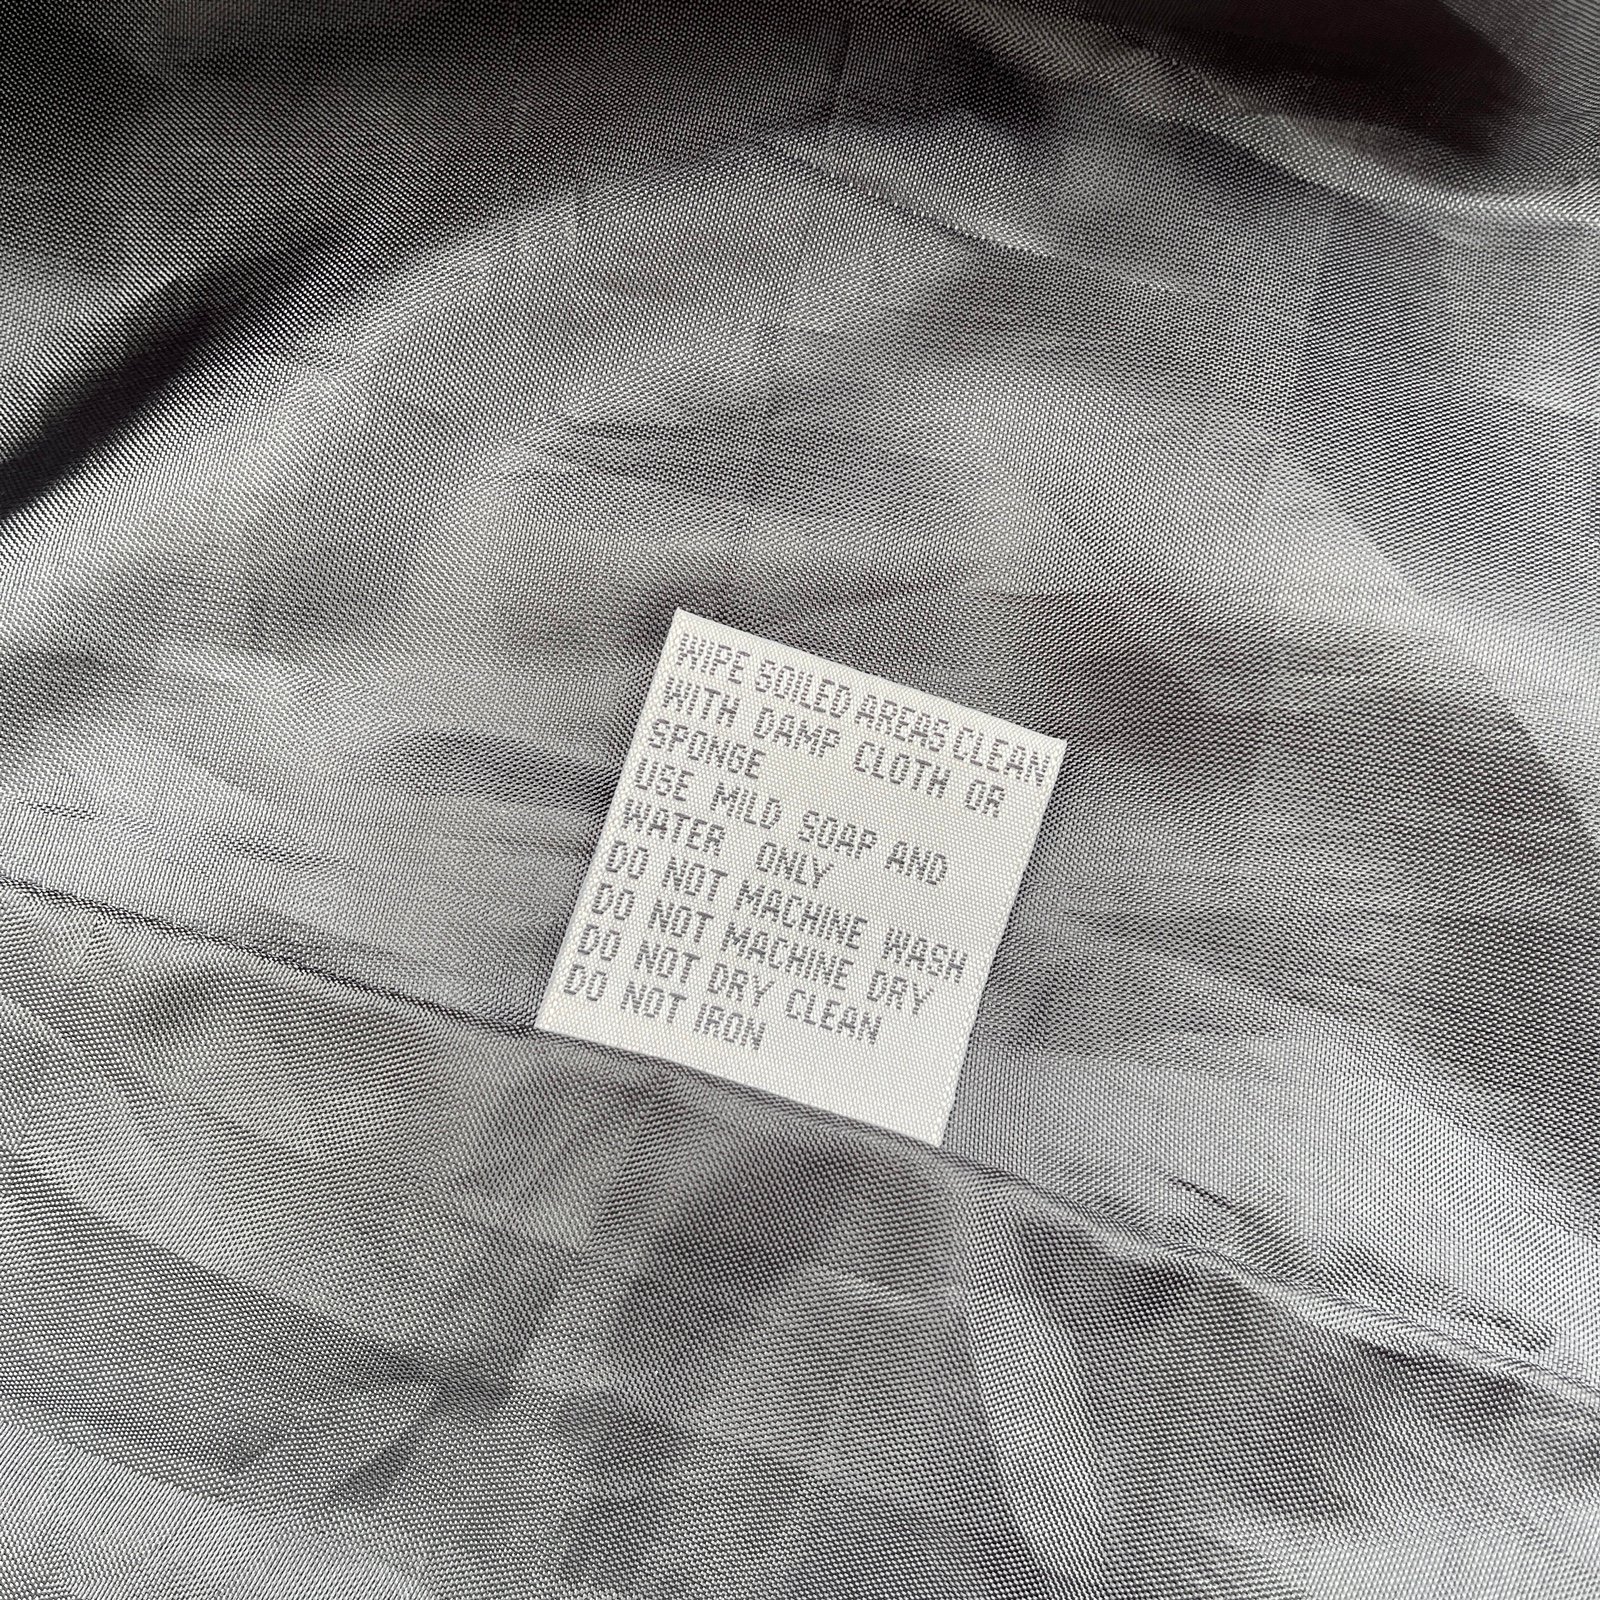 WIPE SOILED AREAS CLEAN
WITH DAMP CLOTH OR
SPONGE
USE MILD SOAP AND
WATER ONLY
DO NOT MACHINE WASH
DO NOT MACHINE DRY
DO NOT DRY CLEAN
DO NOT IRON